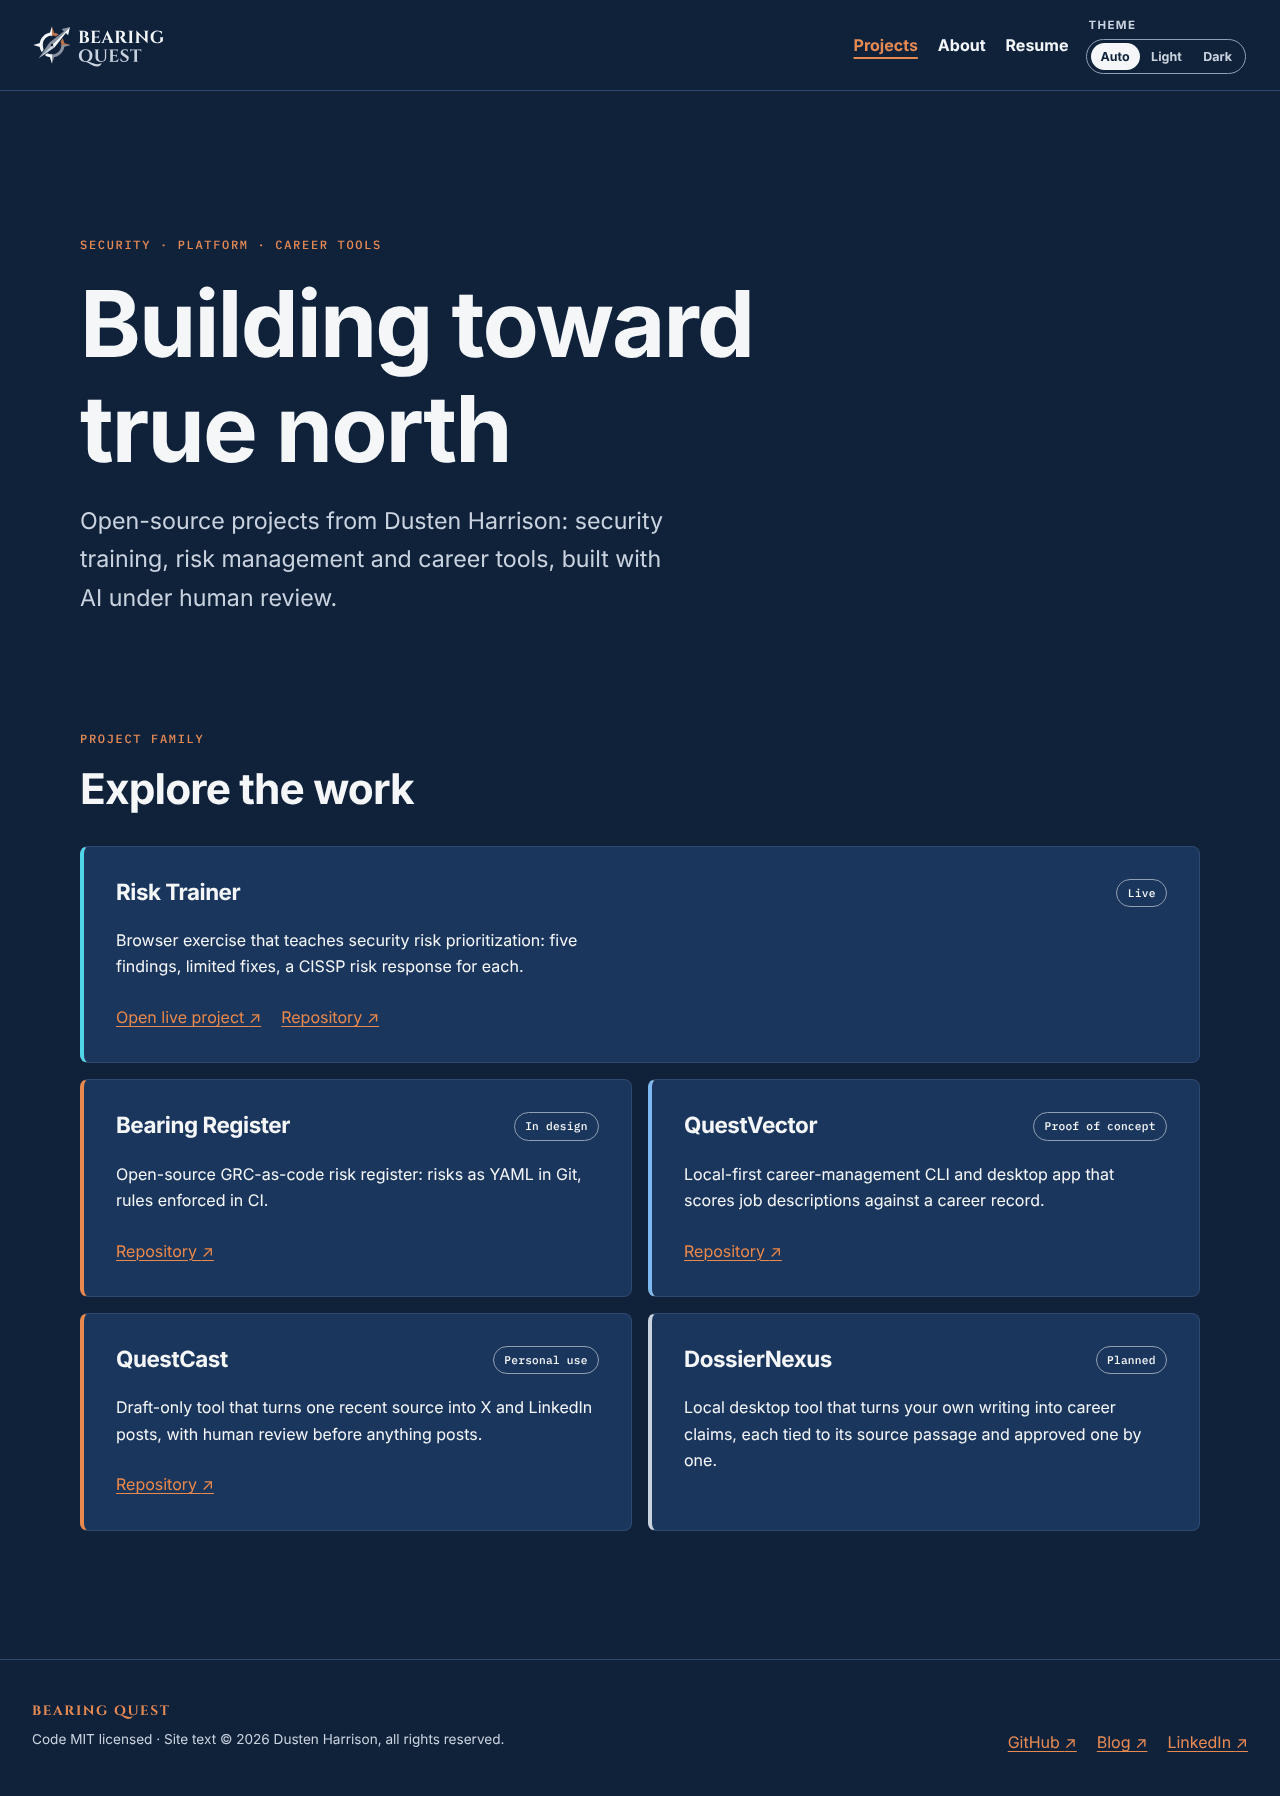 BEARING
QUEST
Projects
About
Resume
THEME
Auto
Light
Dark
SECURITY · PLATFORM · CAREER TOOLS
Building toward
true north
Open-source projects from Dusten Harrison: security
training, risk management and career tools, built with
AI under human review.
PROJECT FAMILY
Explore the work
Risk Trainer
Live
Browser exercise that teaches security risk prioritization: five
findings, limited fixes, a CISSP risk response for each.
Open live project ↗
Repository ↗
Bearing Register
In design
Open-source GRC-as-code risk register: risks as YAML in Git,
rules enforced in CI.
Repository ↗
QuestVector
Proof of concept
Local-first career-management CLI and desktop app that
scores job descriptions against a career record.
Repository ↗
QuestCast
Personal use
Draft-only tool that turns one recent source into X and LinkedIn
posts, with human review before anything posts.
Repository ↗
DossierNexus
Planned
Local desktop tool that turns your own writing into career
claims, each tied to its source passage and approved one by
one.
BEARING QUEST
Code MIT licensed · Site text © 2026 Dusten Harrison, all rights reserved.
GitHub ↗
Blog ↗
LinkedIn ↗